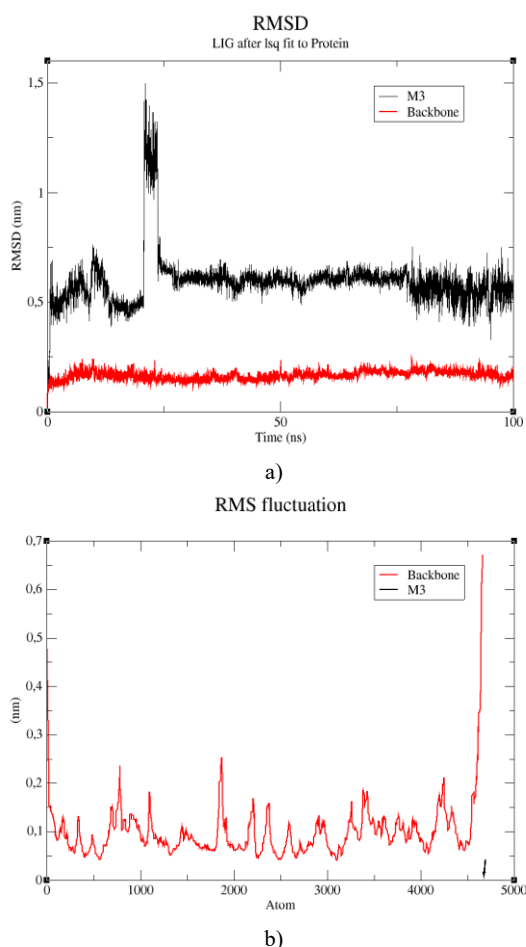 RMSD
LIG after lsq fit to Protein
1,5
M3
Backbone
1
RMSD (nm)
0,5
0
0
50
100
Time (ns)
a)
RMS fluctuation
0,7
Backbone
M3
0,6
0,5
0,4
(nm)
0,3
0,2
0,1
0
0
1000
2000
3000
4000
5000
Atom
b)